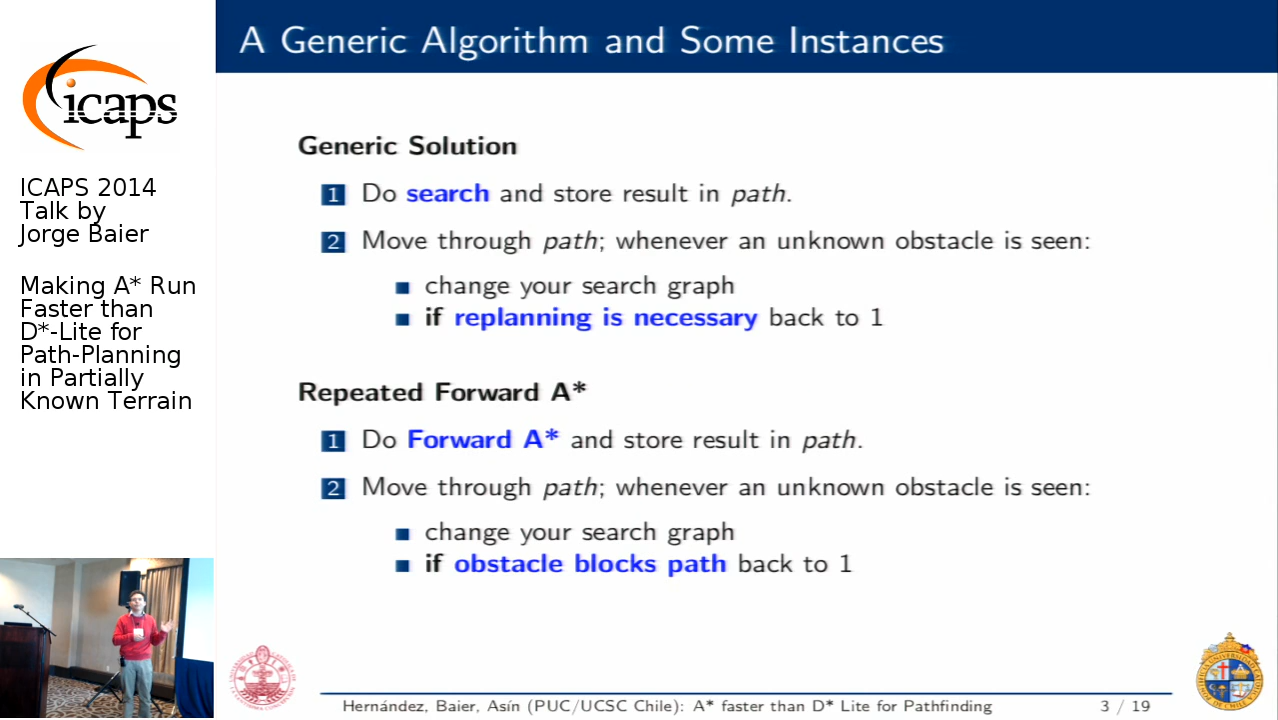 icaps
ICAPS 2014
Talk by
Jorge Baier
Making A* Run
Faster than
D*-Lite for
Path-Planning
in Partially
Known Terrain
A Generic Algorithm and Some Instances
Generic Solution
1 Do search and store result in path.
2 Move through path; whenever an unknown obstacle is seen:
change your search graph
if replanning is necessary back to 1
Repeated Forward A*
1 Do Forward A* and store result in path.
2 Move through path; whenever an unknown obstacle is seen:
change your search graph
if obstacle blocks path back to 1
Hernández, Baier, Asín (PUC/UCSC Chile): A* faster than D* Lite for Pathfinding
3 / 19